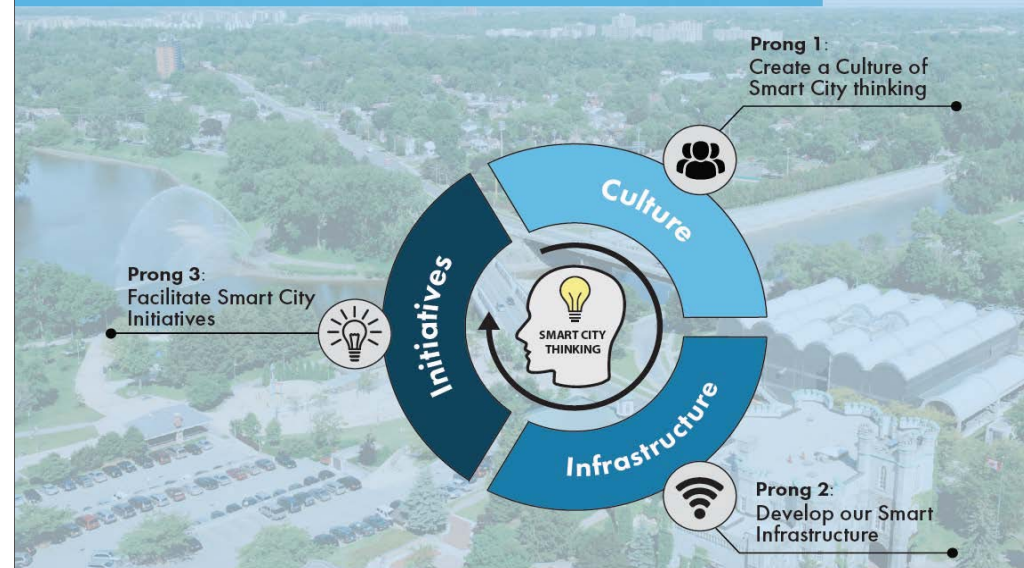 Prong 1:
Create a Culture of
Smart City thinking
Culture
Prong 3:
Facilitate Smart City
Initiatives
Initiatives
SMART CITY
THINKING
Infrastructure
Prong 2:
Develop our Smart
Infrastructure